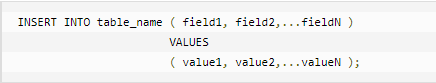 INSERT INTO table_name ( field1, field2,...fieldN )
VALUES
( value1, value2,...valueN );